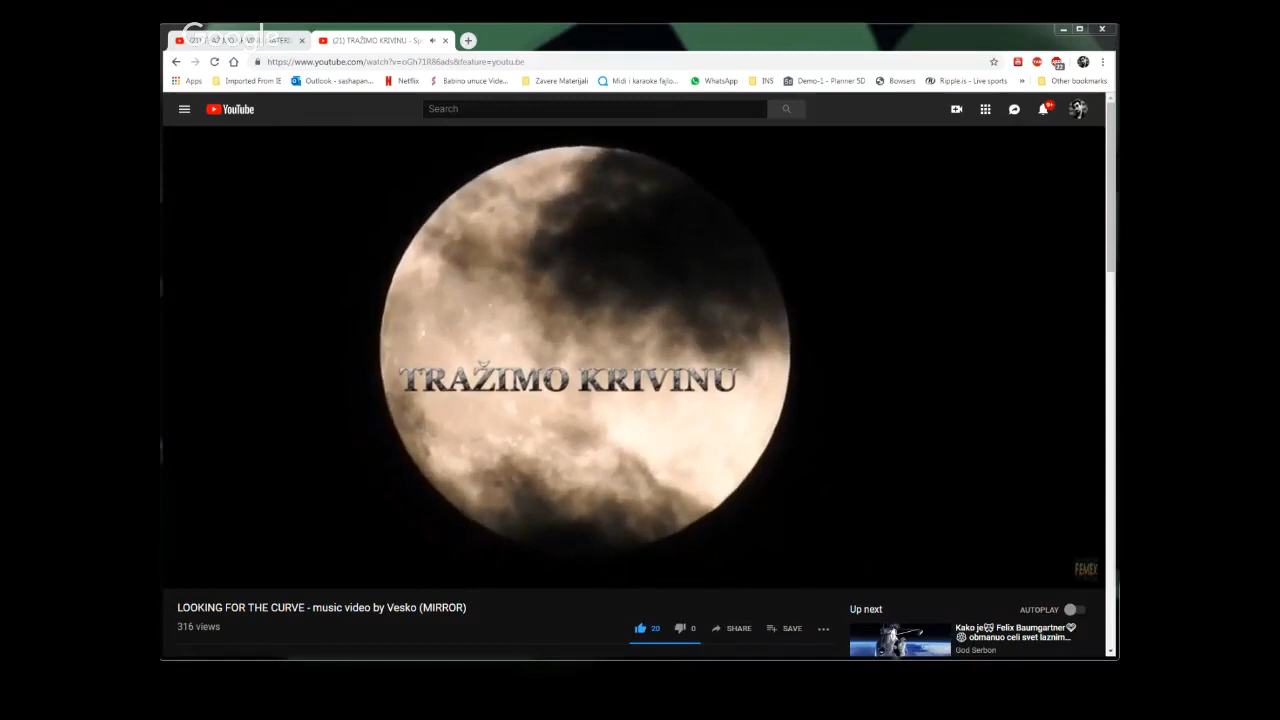 Google
(21) TRAŽIMO KRIVINU - Sp
https://www.youtube.com/watch?v=oGh71R86ads&feature=youtu.be
Apps Imported From IE Outlook - sashapan... Netflix Babino unuce Vide... Zavere Materijali Midi i karaoke fajlo... WhatsApp INS Demo-1 - Planner 5D Bowsers Ripple.is - Live sports » Other bookmarks
YouTube Search 9+
TRAŽIMO KRIVINU
FEMEX
LOOKING FOR THE CURVE - music video by Vesko (MIRROR)
316 views
20 0 SHARE SAVE
Up next AUTOPLAY
Kako je Felix Baumgartner
obmanuo celi svet laznim...
God Serbon